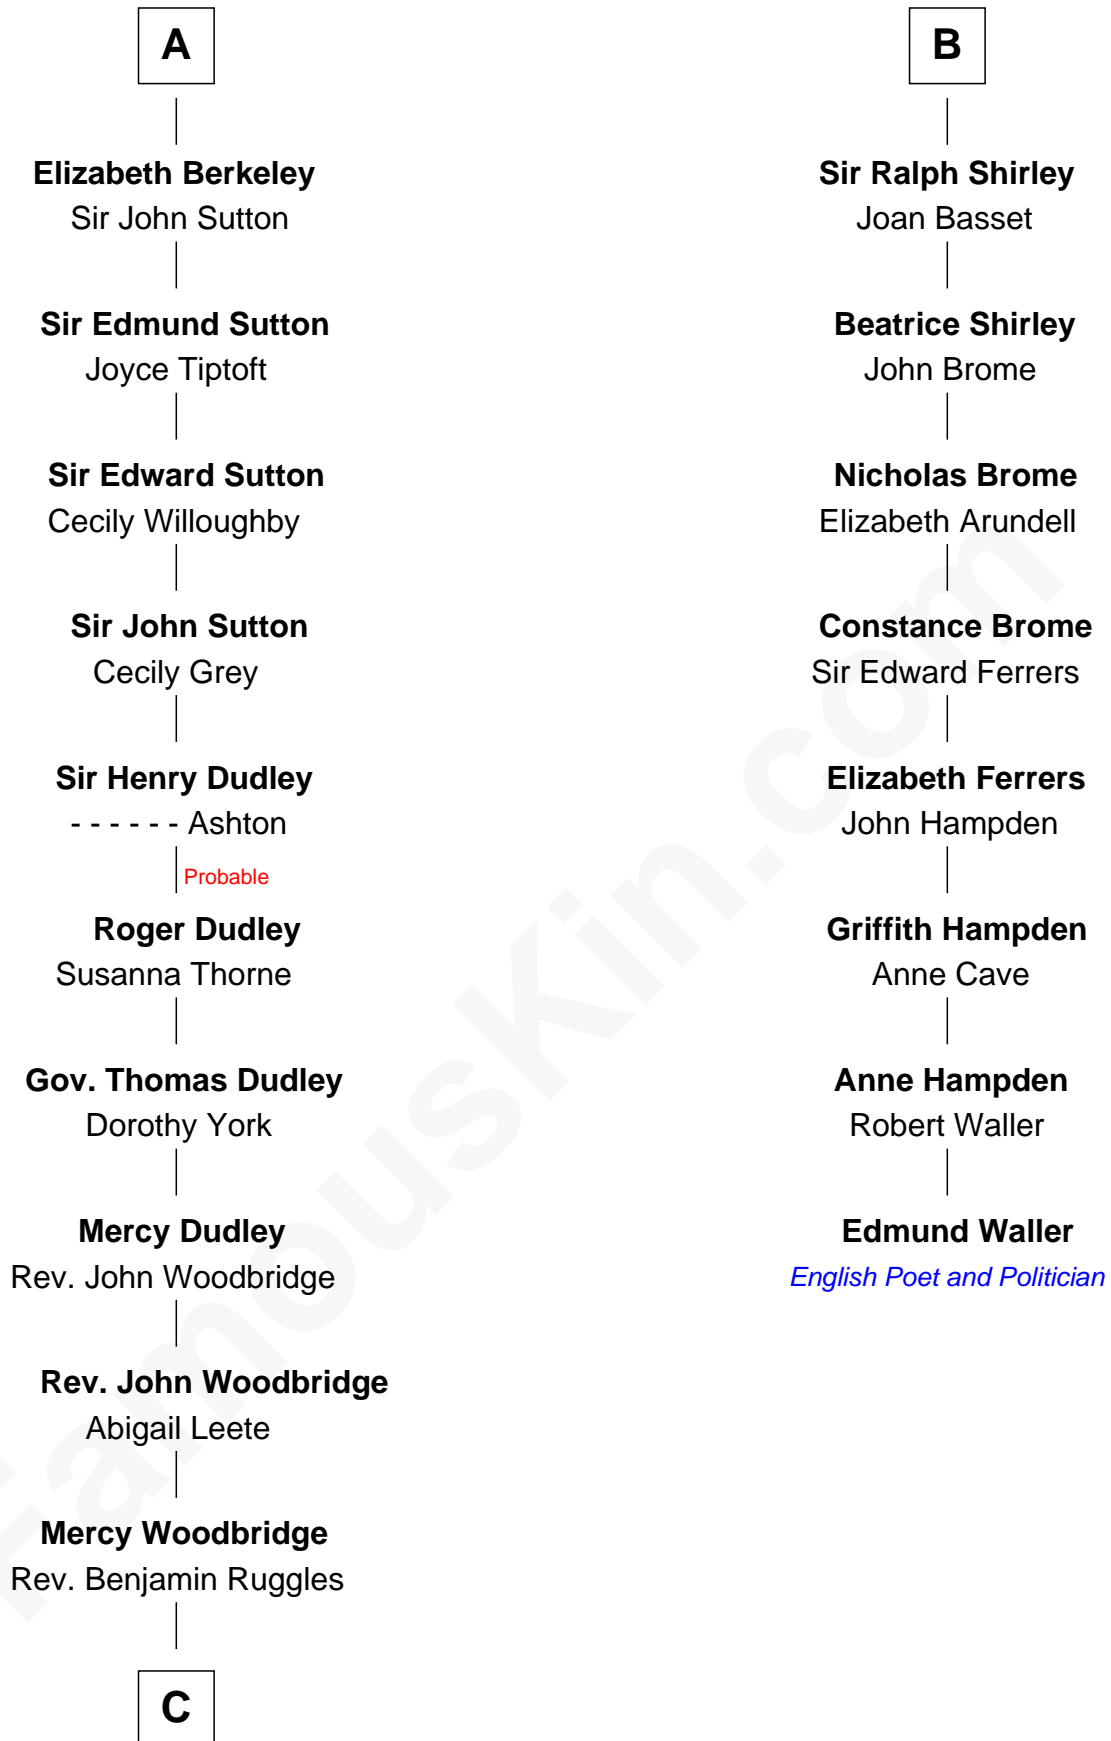 A
Elizabeth Berkeley
Sir John Sutton
Sir Edmund Sutton
Joyce Tiptoft
Sir Edward Sutton
Cecily Willoughby
Sir John Sutton
Cecily Grey
Sir Henry Dudley
- - - - - - Ashton
Probable
Roger Dudley
Susanna Thorne
Gov. Thomas Dudley
Dorothy York
Mercy Dudley
Rev. John Woodbridge
Rev. John Woodbridge
Abigail Leete
Mercy Woodbridge
Rev. Benjamin Ruggles
C
B
Sir Ralph Shirley
Joan Basset
Beatrice Shirley
John Brome
Nicholas Brome
Elizabeth Arundell
Constance Brome
Sir Edward Ferrers
Elizabeth Ferrers
John Hampden
Griffith Hampden
Anne Cave
Anne Hampden
Robert Waller
Edmund Waller
English Poet and Politician
FamousKin.com